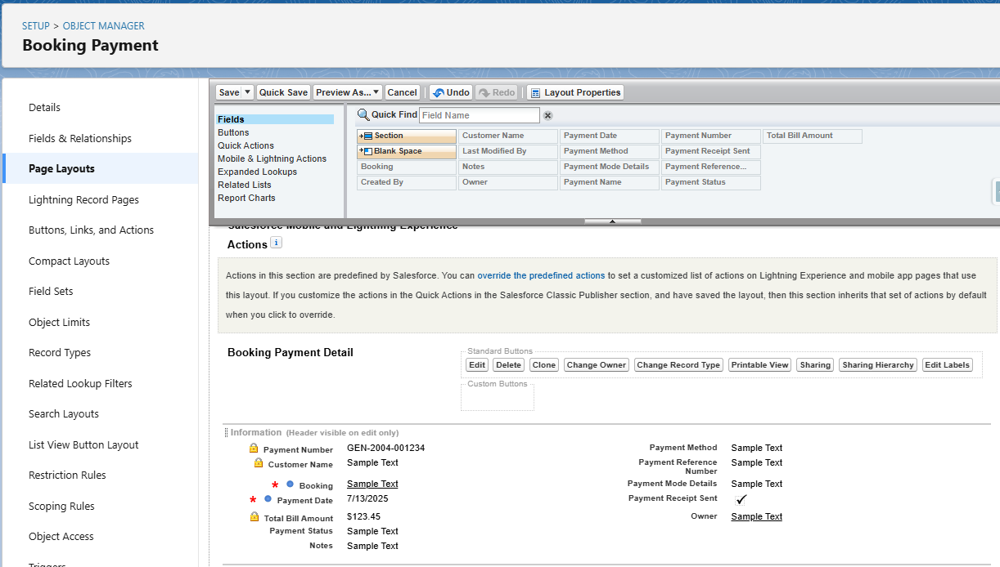 SETUP > OBJECT MANAGER
Booking Payment
Details
Fields & Relationships
Page Layouts
Lightning Record Pages
Buttons, Links, and Actions
Compact Layouts
Field Sets
Object Limits
Record Types
Related Lookup Filters
Search Layouts
List View Button Layout
Restriction Rules
Scoping Rules
Object Access
Triggers
Save Quick Save Preview As... Cancel Undo Redo Layout Properties
Fields
Buttons
Quick Actions
Mobile & Lightning Actions
Expanded Lookups
Related Lists
Report Charts
Quick Find Field Name
Section Customer Name Payment Date Payment Number Total Bill Amount
Blank Space Last Modified By Payment Method Payment Receipt Sent
Booking Notes Payment Mode Details Payment Reference...
Created By Owner Payment Name Payment Status
Salesforce Mobile and Lightning Experience
Actions i
Actions in this section are predefined by Salesforce. You can override the predefined actions to set a customized list of actions on Lightning Experience and mobile app pages that use
this layout. If you customize the actions in the Quick Actions in the Salesforce Classic Publisher section, and have saved the layout, then this section inherits that set of actions by default
when you click to override.
Booking Payment Detail
Standard Buttons
Edit Delete Clone Change Owner Change Record Type Printable View Sharing Sharing Hierarchy Edit Labels
Custom Buttons
Information (Header visible on edit only)
Payment Number GEN-2004-001234
Customer Name Sample Text
* Booking Sample Text
* Payment Date 7/13/2025
Total Bill Amount $123.45
Payment Status Sample Text
Notes Sample Text
Payment Method Sample Text
Payment Reference Sample Text
Number
Payment Mode Details Sample Text
Payment Receipt Sent
Owner Sample Text